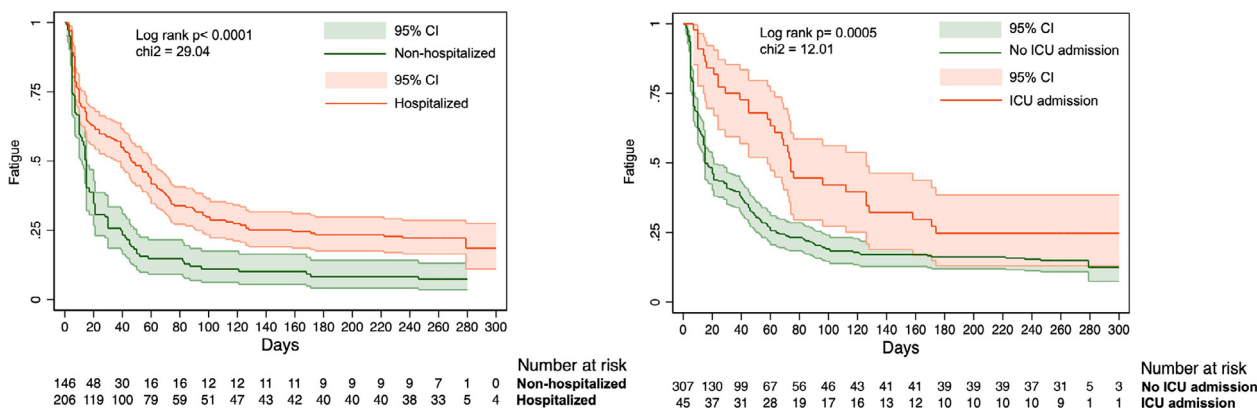 Log rank p< 0.0001
chi2 = 29.04
95% CI
Non-hospitalized
95% CI
Hospitalized
Fatigue
1
.75
.5
.25
0
0 20 40 60 80 100 120 140 160 180 200 220 240 260 280 300
Days
Number at risk
146 48 30 16 16 12 12 11 11 9 9 9 9 7 1 0 Non-hospitalized
206 119 100 79 59 51 47 43 42 40 40 40 38 33 5 4 Hospitalized
Log rank p= 0.0005
chi2 = 12.01
95% CI
No ICU admission
95% CI
ICU admission
Fatigue
1
.75
.5
.25
0
0 20 40 60 80 100 120 140 160 180 200 220 240 260 280 300
Days
Number at risk
307 130 99 67 56 46 43 41 41 39 39 39 37 31 5 3 No ICU admission
45 37 31 28 19 17 16 13 12 10 10 10 10 9 1 1 ICU admission